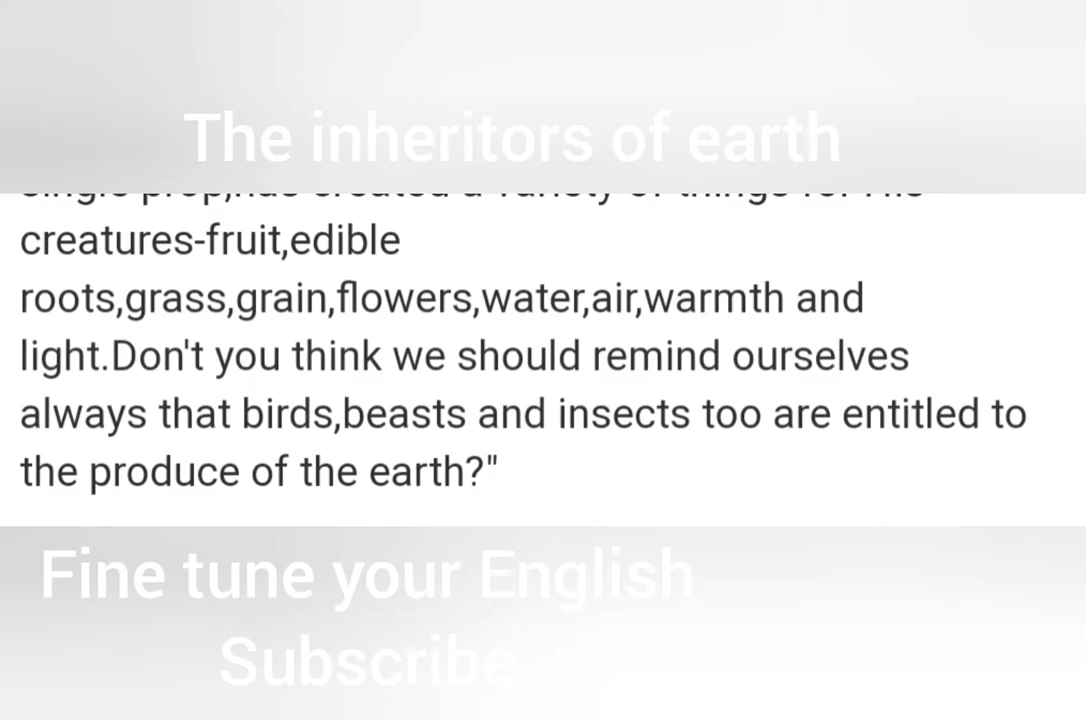 The inheritors of earth
creatures-fruit,edible
roots,grass,grain,flowers,water,air,warmth and
light.Don't you think we should remind ourselves
always that birds,beasts and insects too are entitled to
the produce of the earth?"
Fine tune your English
Subscribe